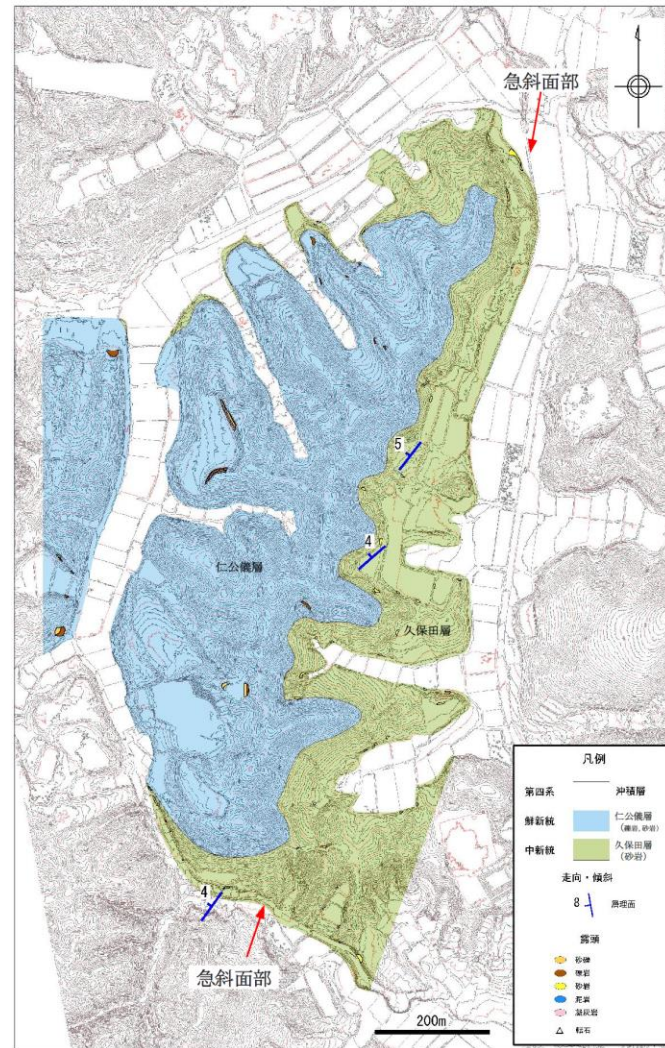 急斜面部
5
4
仁公儀層
久保田層
4
急斜面部
200m
凡例
第四系 沖積層
鮮新統 仁公儀層
(礫岩, 砂岩)
中新統 久保田層
(砂岩)
走向・傾斜
8 層理面
露頭
砂礫
礫岩
砂岩
泥岩
凝灰岩
転石